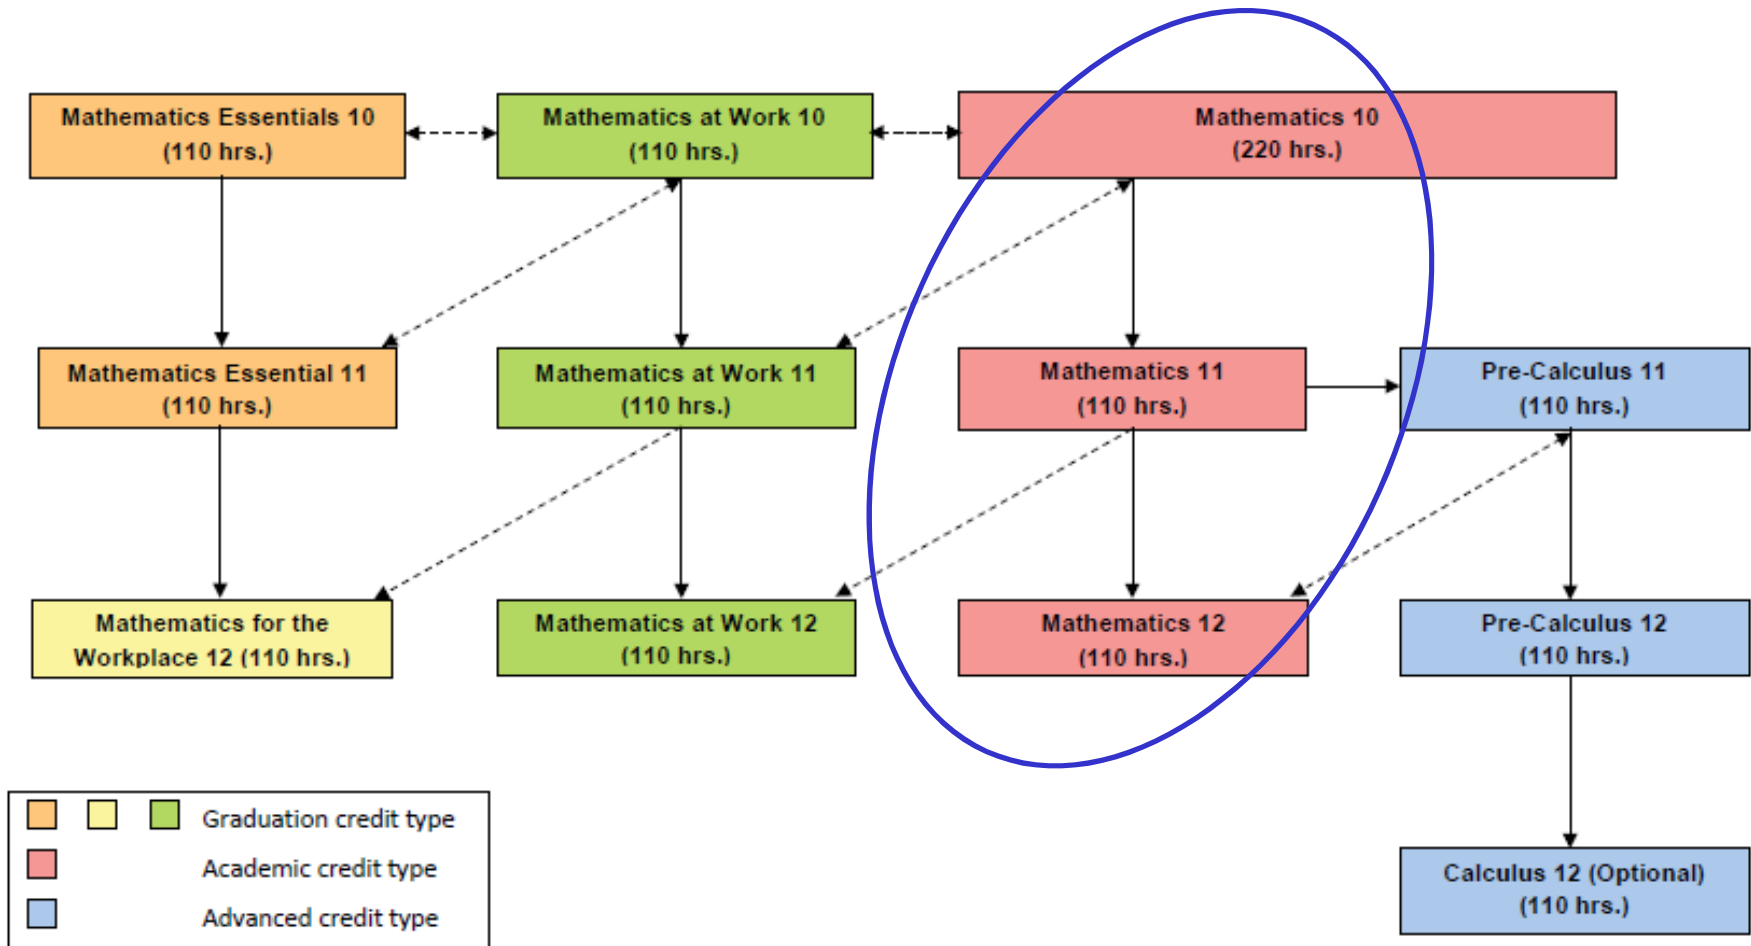 Mathematics Essentials 10
(110 hrs.)
Mathematics at Work 10
(110 hrs.)
Mathematics 10
(220 hrs.)
Mathematics Essential 11
(110 hrs.)
Mathematics at Work 11
(110 hrs.)
Mathematics 11
(110 hrs.)
Pre-Calculus 11
(110 hrs.)
Mathematics for the
Workplace 12 (110 hrs.)
Mathematics at Work 12
(110 hrs.)
Mathematics 12
(110 hrs.)
Pre-Calculus 12
(110 hrs.)
Calculus 12 (Optional)
(110 hrs.)
Graduation credit type
Academic credit type
Advanced credit type